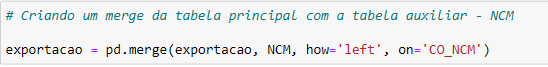 # Criando um merge da tabela principal com a tabela auxiliar - NCM
exportacao = pd.merge(exportacao, NCM, how='left', on='CO_NCM')